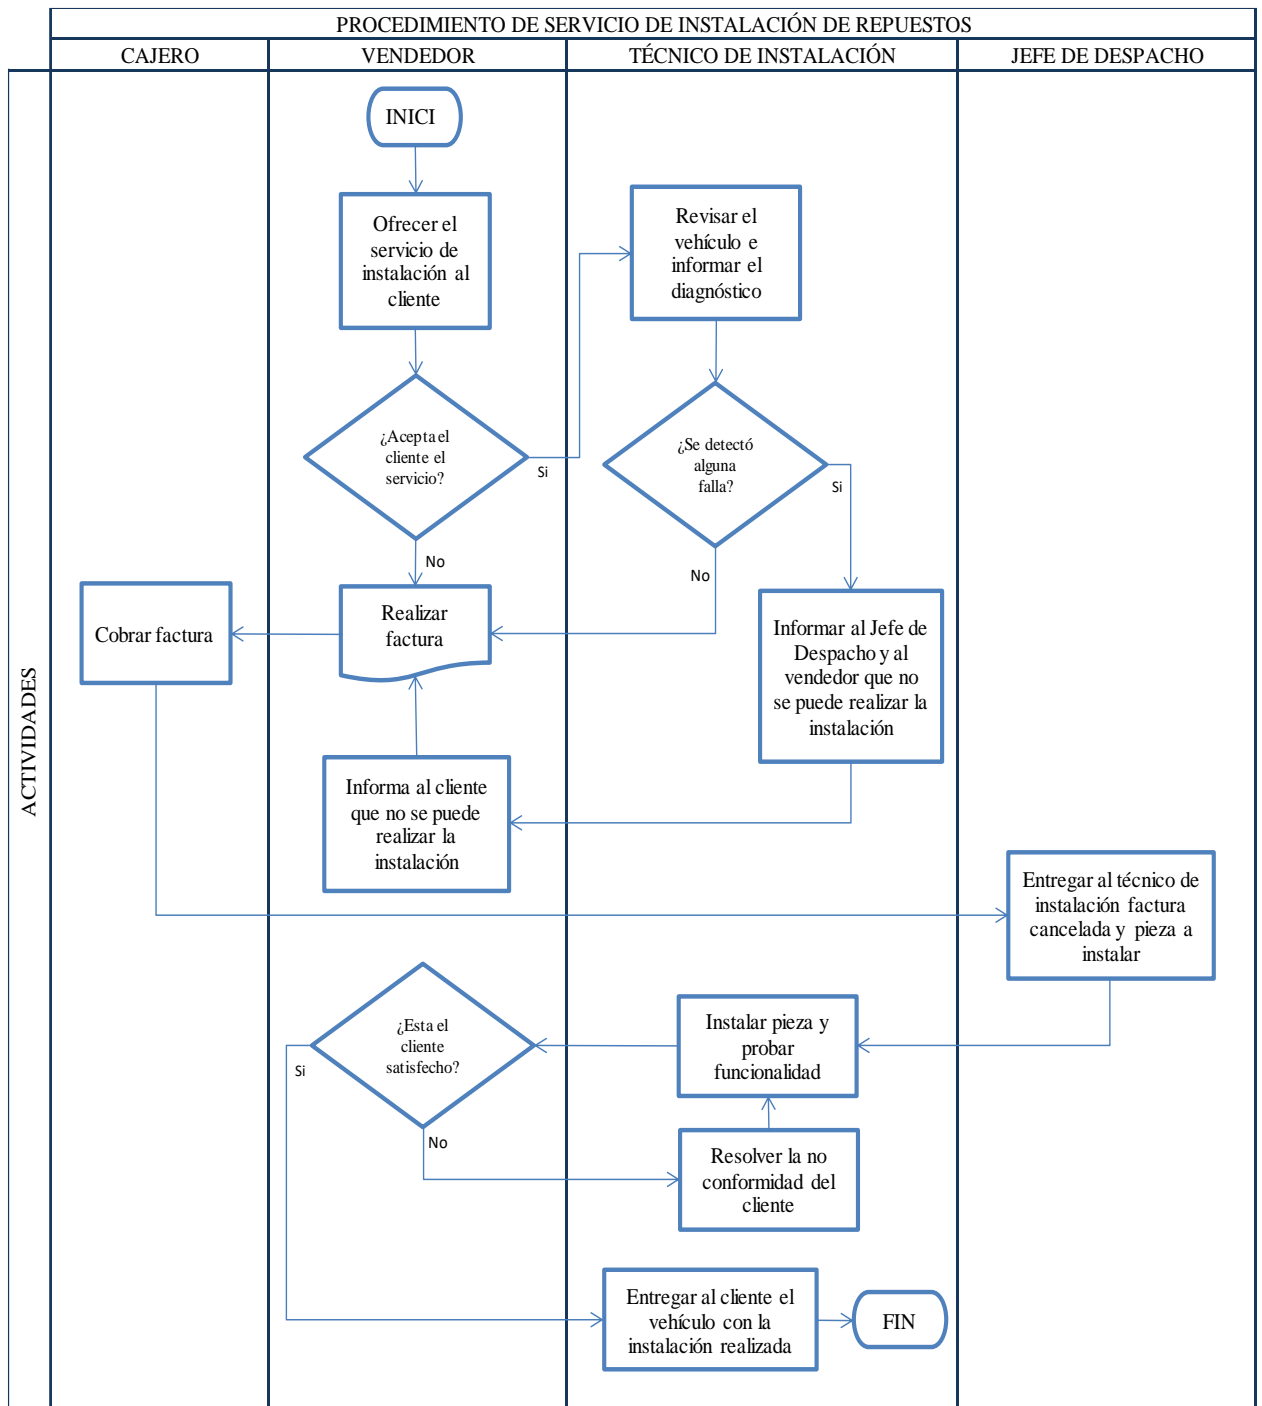 PROCEDIMIENTO DE SERVICIO DE INSTALACIÓN DE REPUESTOS
CAJERO
VENDEDOR
TÉCNICO DE INSTALACIÓN
JEFE DE DESPACHO
ACTIVIDADES
INICI
Ofrecer el
servicio de
instalación al
cliente
Revisar el
vehículo e
informar el
diagnóstico
¿Acepta el
cliente el
servicio?
Si
No
¿Se detectó
alguna
falla?
Si
No
Cobrar factura
Realizar
factura
Informar al Jefe de
Despacho y al
vendedor que no
se puede realizar la
instalación
Informa al cliente
que no se puede
realizar la
instalación
Entregar al técnico de
instalación factura
cancelada y pieza a
instalar
¿Esta el
cliente
satisfecho?
Si
No
Instalar pieza y
probar
funcionalidad
Resolver la no
conformidad del
cliente
Entregar al cliente el
vehículo con la
instalación realizada
FIN